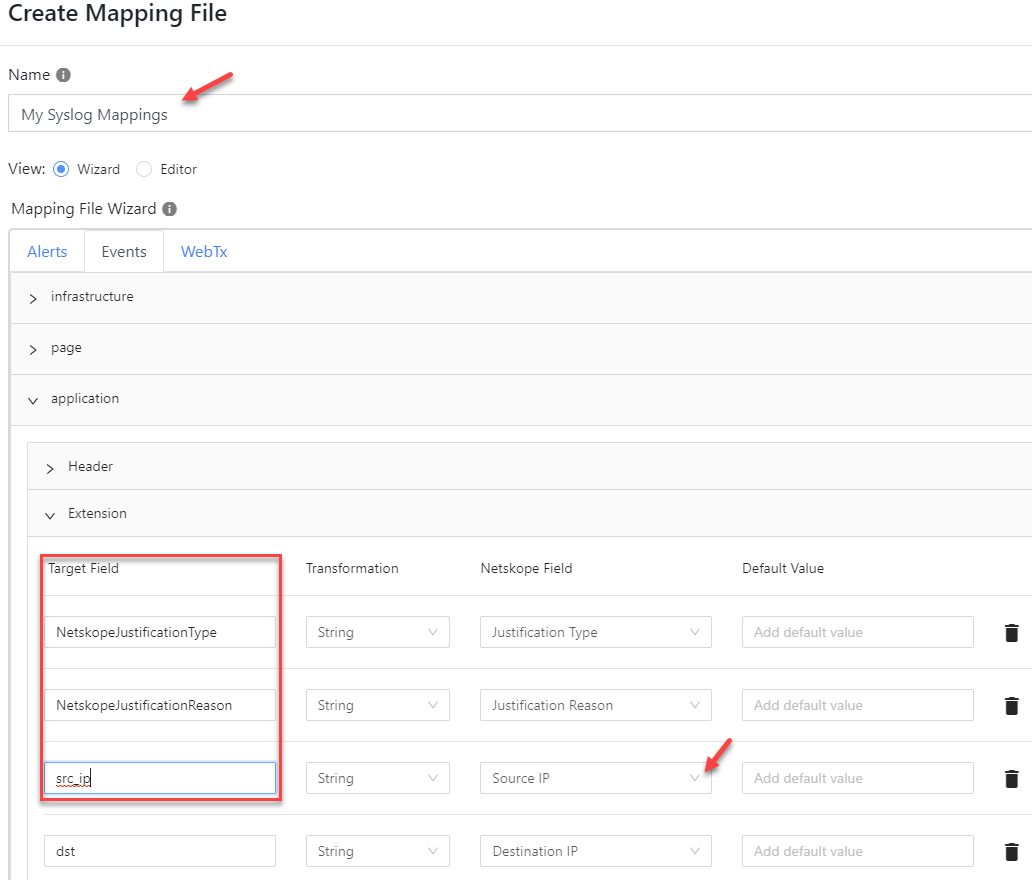 Create Mapping File
Name
My Syslog Mappings
View: Wizard Editor
Mapping File Wizard
Alerts Events WebTx
infrastructure
page
application
Header
Extension
Target Field Transformation Netskope Field Default Value
NetskopeJustificationType String Justification Type Add default value
NetskopeJustificationReason String Justification Reason Add default value
src_ip String Source IP Add default value
dst String Destination IP Add default value